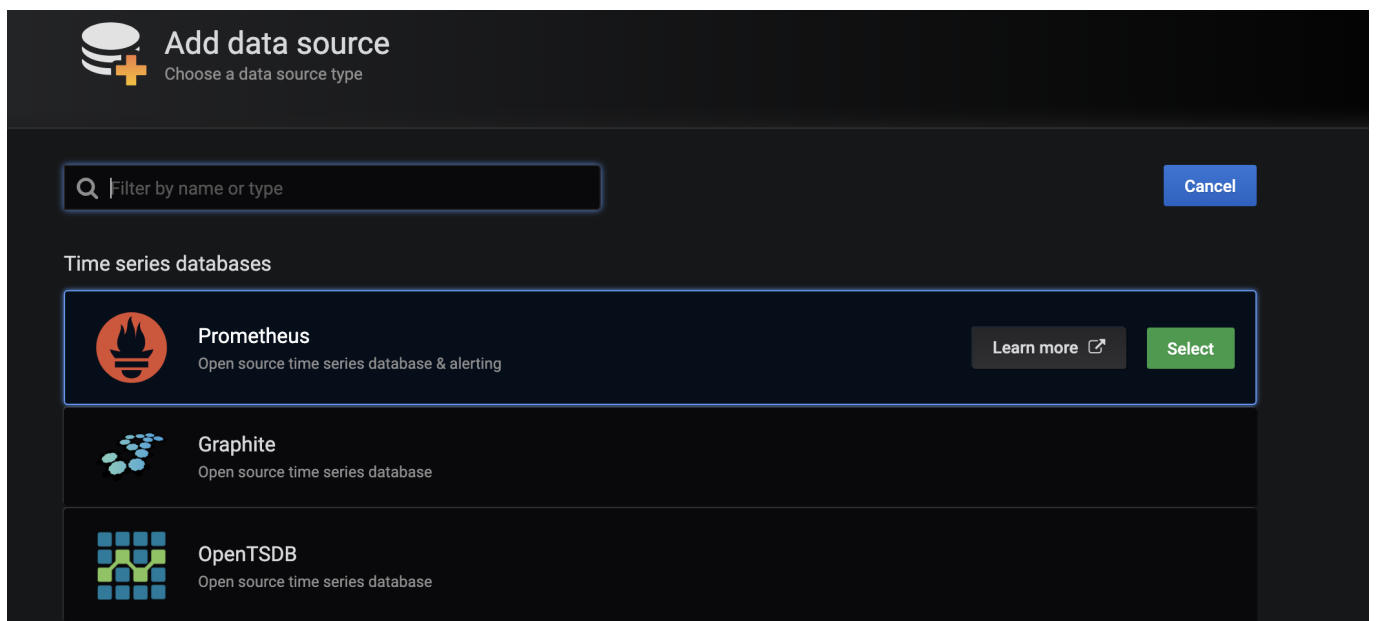 Add data source
Choose a data source type
Filter by name or type
Cancel
Time series databases
Prometheus
Open source time series database & alerting
Learn more
Select
Graphite
Open source time series database
OpenTSDB
Open source time series database